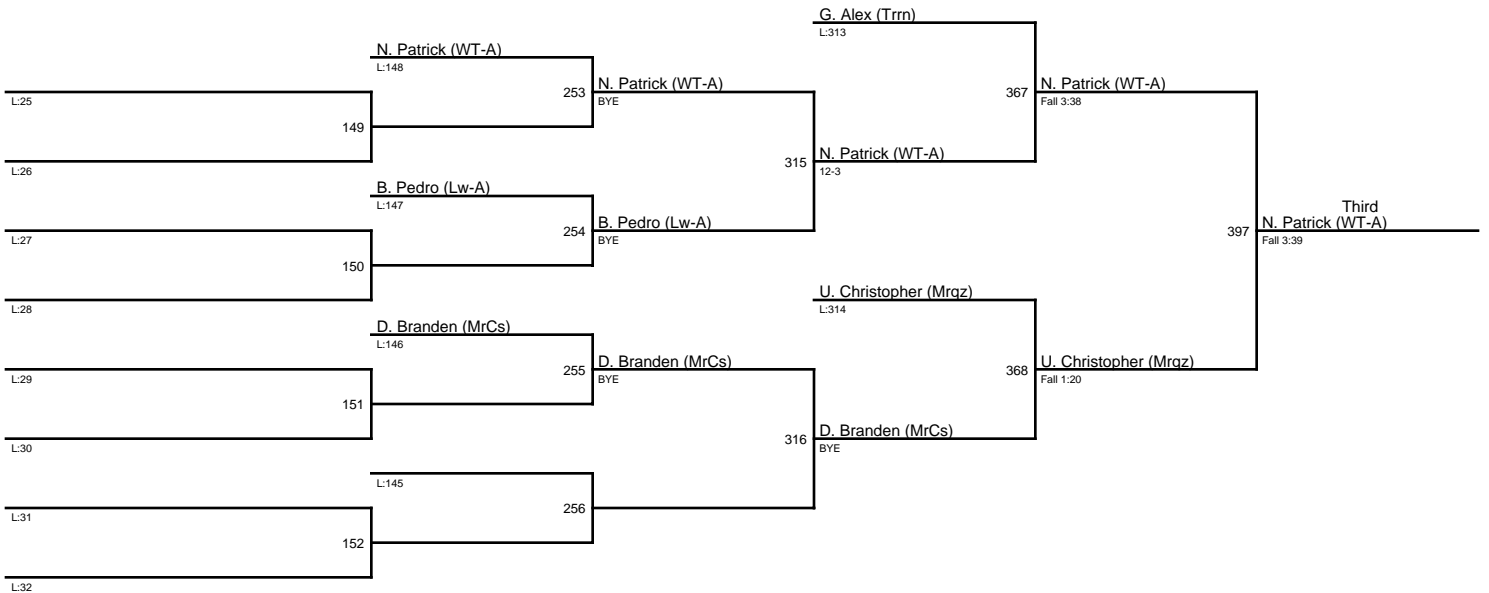 G. Alex (Trrn)
L:313
N. Patrick (WT-A)
L:148
253
N. Patrick (WT-A)
BYE
367
N. Patrick (WT-A)
Fall 3:38
L:25
149
315
N. Patrick (WT-A)
12-3
L:26
B. Pedro (Lw-A)
L:147
254
B. Pedro (Lw-A)
BYE
Third
397
N. Patrick (WT-A)
Fall 3:39
L:27
150
L:28
U. Christopher (Mrqz)
L:314
D. Branden (MrCs)
L:146
255
D. Branden (MrCs)
BYE
368
U. Christopher (Mrqz)
Fall 1:20
L:29
151
316
D. Branden (MrCs)
BYE
L:30
L:145
256
L:31
152
L:32